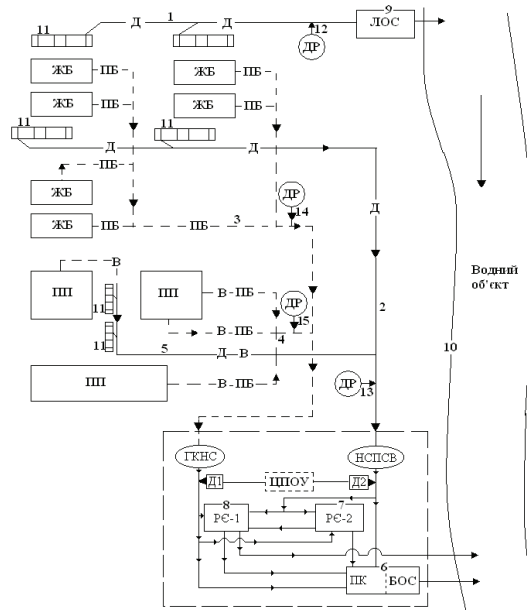 1 9
11 Д Д ЛОС
12
ДР
ЖБ ПБ ЖБ ПБ
ЖБ ПБ ЖБ ПБ
11 11
Д Д
ПБ
ЖБ ДР Д
14
ЖБ ПБ ПБ 3
Водний
об'єкт
В
ПП ПП В-ПБ ДР
11 15 2
В-ПБ 4
11
5 Д В 10
ДР
ПП В-ПБ 13
ГКНС НСПСВ
Д1 ЦПОУ Д2
8 7
РЄ-1 РЄ-2
6
ПК БОС